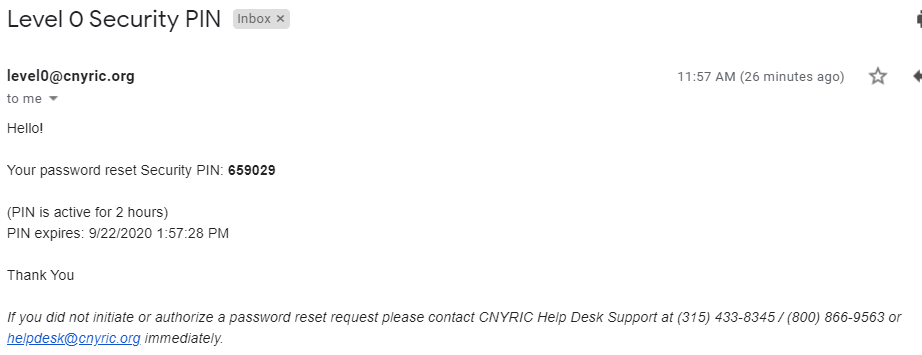 Level 0 Security PIN Inbox ×
level0@cnyric.org 11:57 AM (26 minutes ago)
to me
Hello!
Your password reset Security PIN: 659029
(PIN is active for 2 hours)
PIN expires: 9/22/2020 1:57:28 PM
Thank You
If you did not initiate or authorize a password reset request please contact CNYRIC Help Desk Support at (315) 433-8345 / (800) 866-9563 or
helpdesk@cnyric.org immediately.